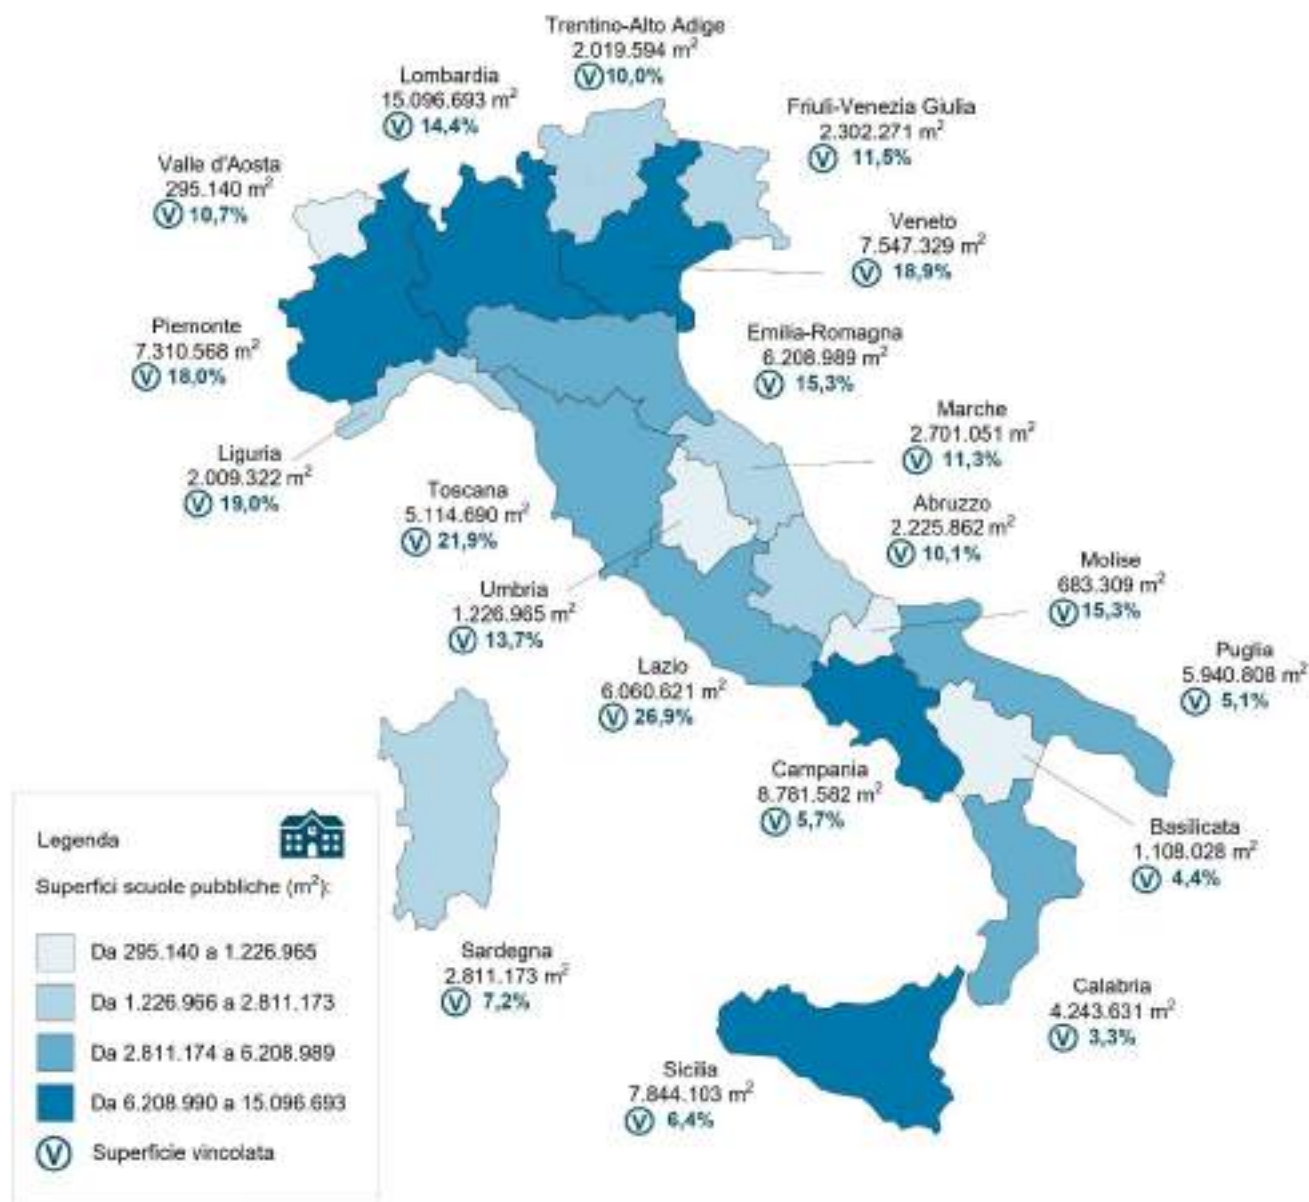 Trentino-Alto Adige
2.019.594 m²
Ⓥ 10,0%
Lombardia
15.096.693 m²
Ⓥ 14,4%
Friuli-Venezia Giulia
2.302.271 m²
Ⓥ 11,5%
Valle d'Aosta
295.140 m²
Ⓥ 10,7%
Veneto
7.547.329 m²
Ⓥ 18,9%
Piemonte
7.310.568 m²
Ⓥ 18,0%
Emilia-Romagna
6.208.989 m²
Ⓥ 15,3%
Marche
2.701.051 m²
Ⓥ 11,3%
Liguria
2.009.322 m²
Ⓥ 19,0%
Toscana
5.114.690 m²
Ⓥ 21,9%
Abruzzo
2.225.862 m²
Ⓥ 10,1%
Molise
683.309 m²
Ⓥ 15,3%
Umbria
1.226.965 m²
Ⓥ 13,7%
Puglia
5.940.808 m²
Ⓥ 5,1%
Lazio
6.060.621 m²
Ⓥ 26,9%
Campania
8.781.582 m²
Ⓥ 5,7%
Basilicata
1.108.028 m²
Ⓥ 4,4%
Sardegna
2.811.173 m²
Ⓥ 7,2%
Calabria
4.243.631 m²
Ⓥ 3,3%
Sicilia
7.844.103 m²
Ⓥ 6,4%
Legenda
Superfici scuole pubbliche (m²):
Da 295.140 a 1.226.965
Da 1.226.966 a 2.811.173
Da 2.811.174 a 6.208.989
Da 6.208.990 a 15.096.693
Ⓥ Superficie vincolata